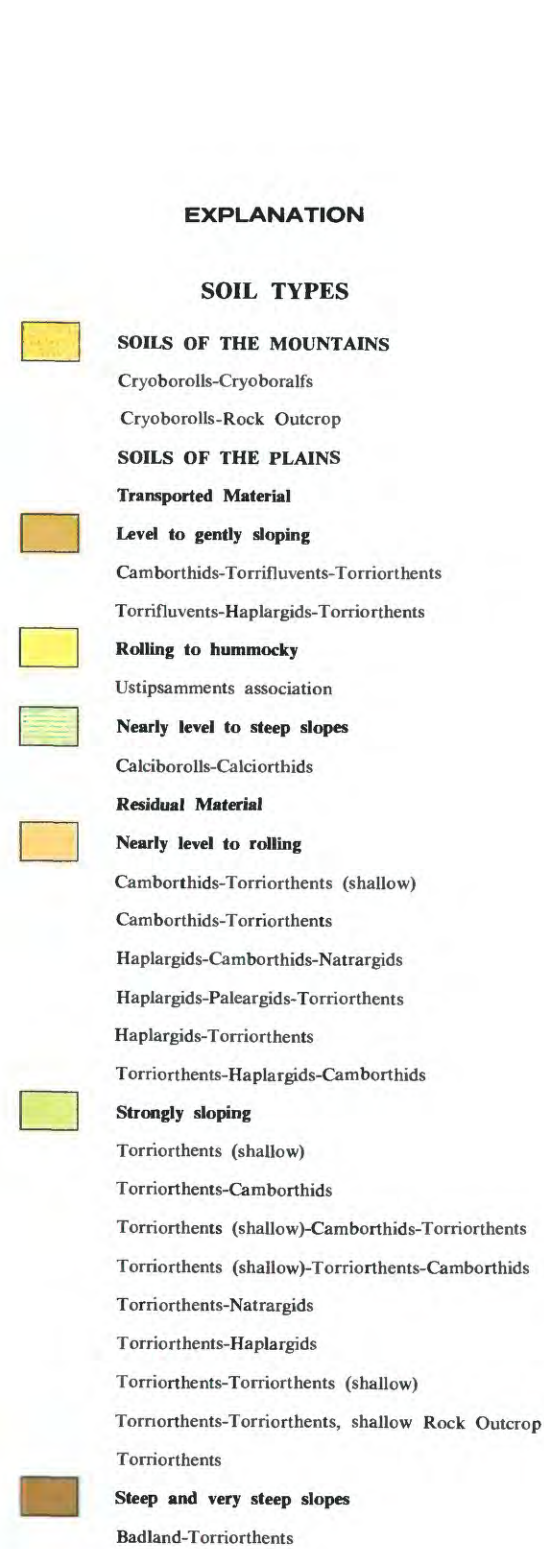 EXPLANATION
SOIL TYPES
SOILS OF THE MOUNTAINS
Cryoborolls-Cryoboralfs
Cryoborolls-Rock Outcrop
SOILS OF THE PLAINS
Transported Material
Level to gently sloping
Camborthids-Torrifluvents-Torriorthents
Torrifluvents-Haplargids-Torriorthents
Rolling to hummocky
Ustipsamments association
Nearly level to steep slopes
Calciborolls-Calciorthids
Residual Material
Nearly level to rolling
Camborthids-Torriorthents (shallow)
Camborthids-Torriorthents
Haplargids-Camborthids-Natrargids
Haplargids-Paleargids-Torriorthents
Haplargids-Torriorthents
Torriorthents-Haplargids-Camborthids
Strongly sloping
Torriorthents (shallow)
Torriorthents-Camborthids
Torriorthents (shallow)-Camborthids-Torriorthents
Torriorthents (shallow)-Torriorthents-Camborthids
Torriorthents-Natrargids
Torriorthents-Haplargids
Torriorthents-Torriorthents (shallow)
Tornorthents-Torriorthents, shallow Rock Outcrop
Torriorthents
Steep and very steep slopes
Badland-Torriorthents